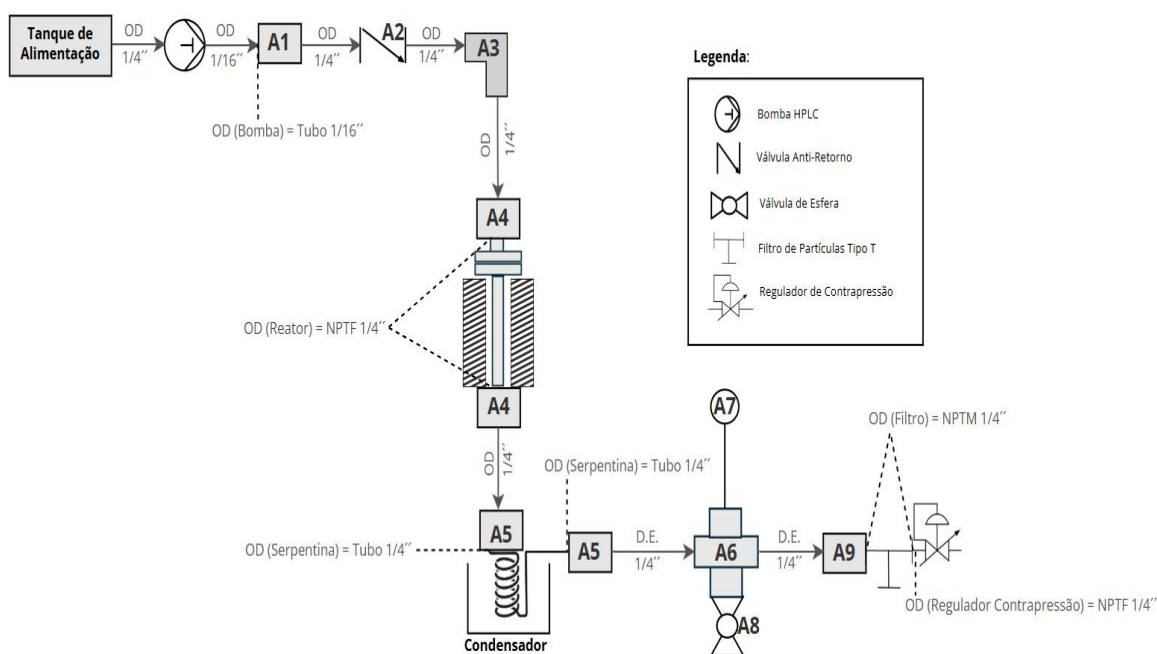 Tanque de
Alimentação
OD
1/4´´
OD
1/16´´
A1
OD
1/4´´
A2
OD
1/4´´
A3
OD (Bomba) = Tubo 1/16´´
OD
1/4´´
Legenda:
Bomba HPLC
Válvula Anti-Retorno
Válvula de Esfera
Filtro de Partículas Tipo T
Regulador de Contrapressão
A4
OD (Reator) = NPTF 1/4´´
A4
OD
1/4´´
A7
OD (Filtro) = NPTM 1/4´´
OD (Serpentina) = Tubo 1/4´´
OD (Serpentina) = Tubo 1/4´´
A5
A5
D.E.
1/4´´
A6
D.E.
1/4´´
A9
OD (Regulador Contrapressão) = NPTF 1/4´´
A8
Condensador